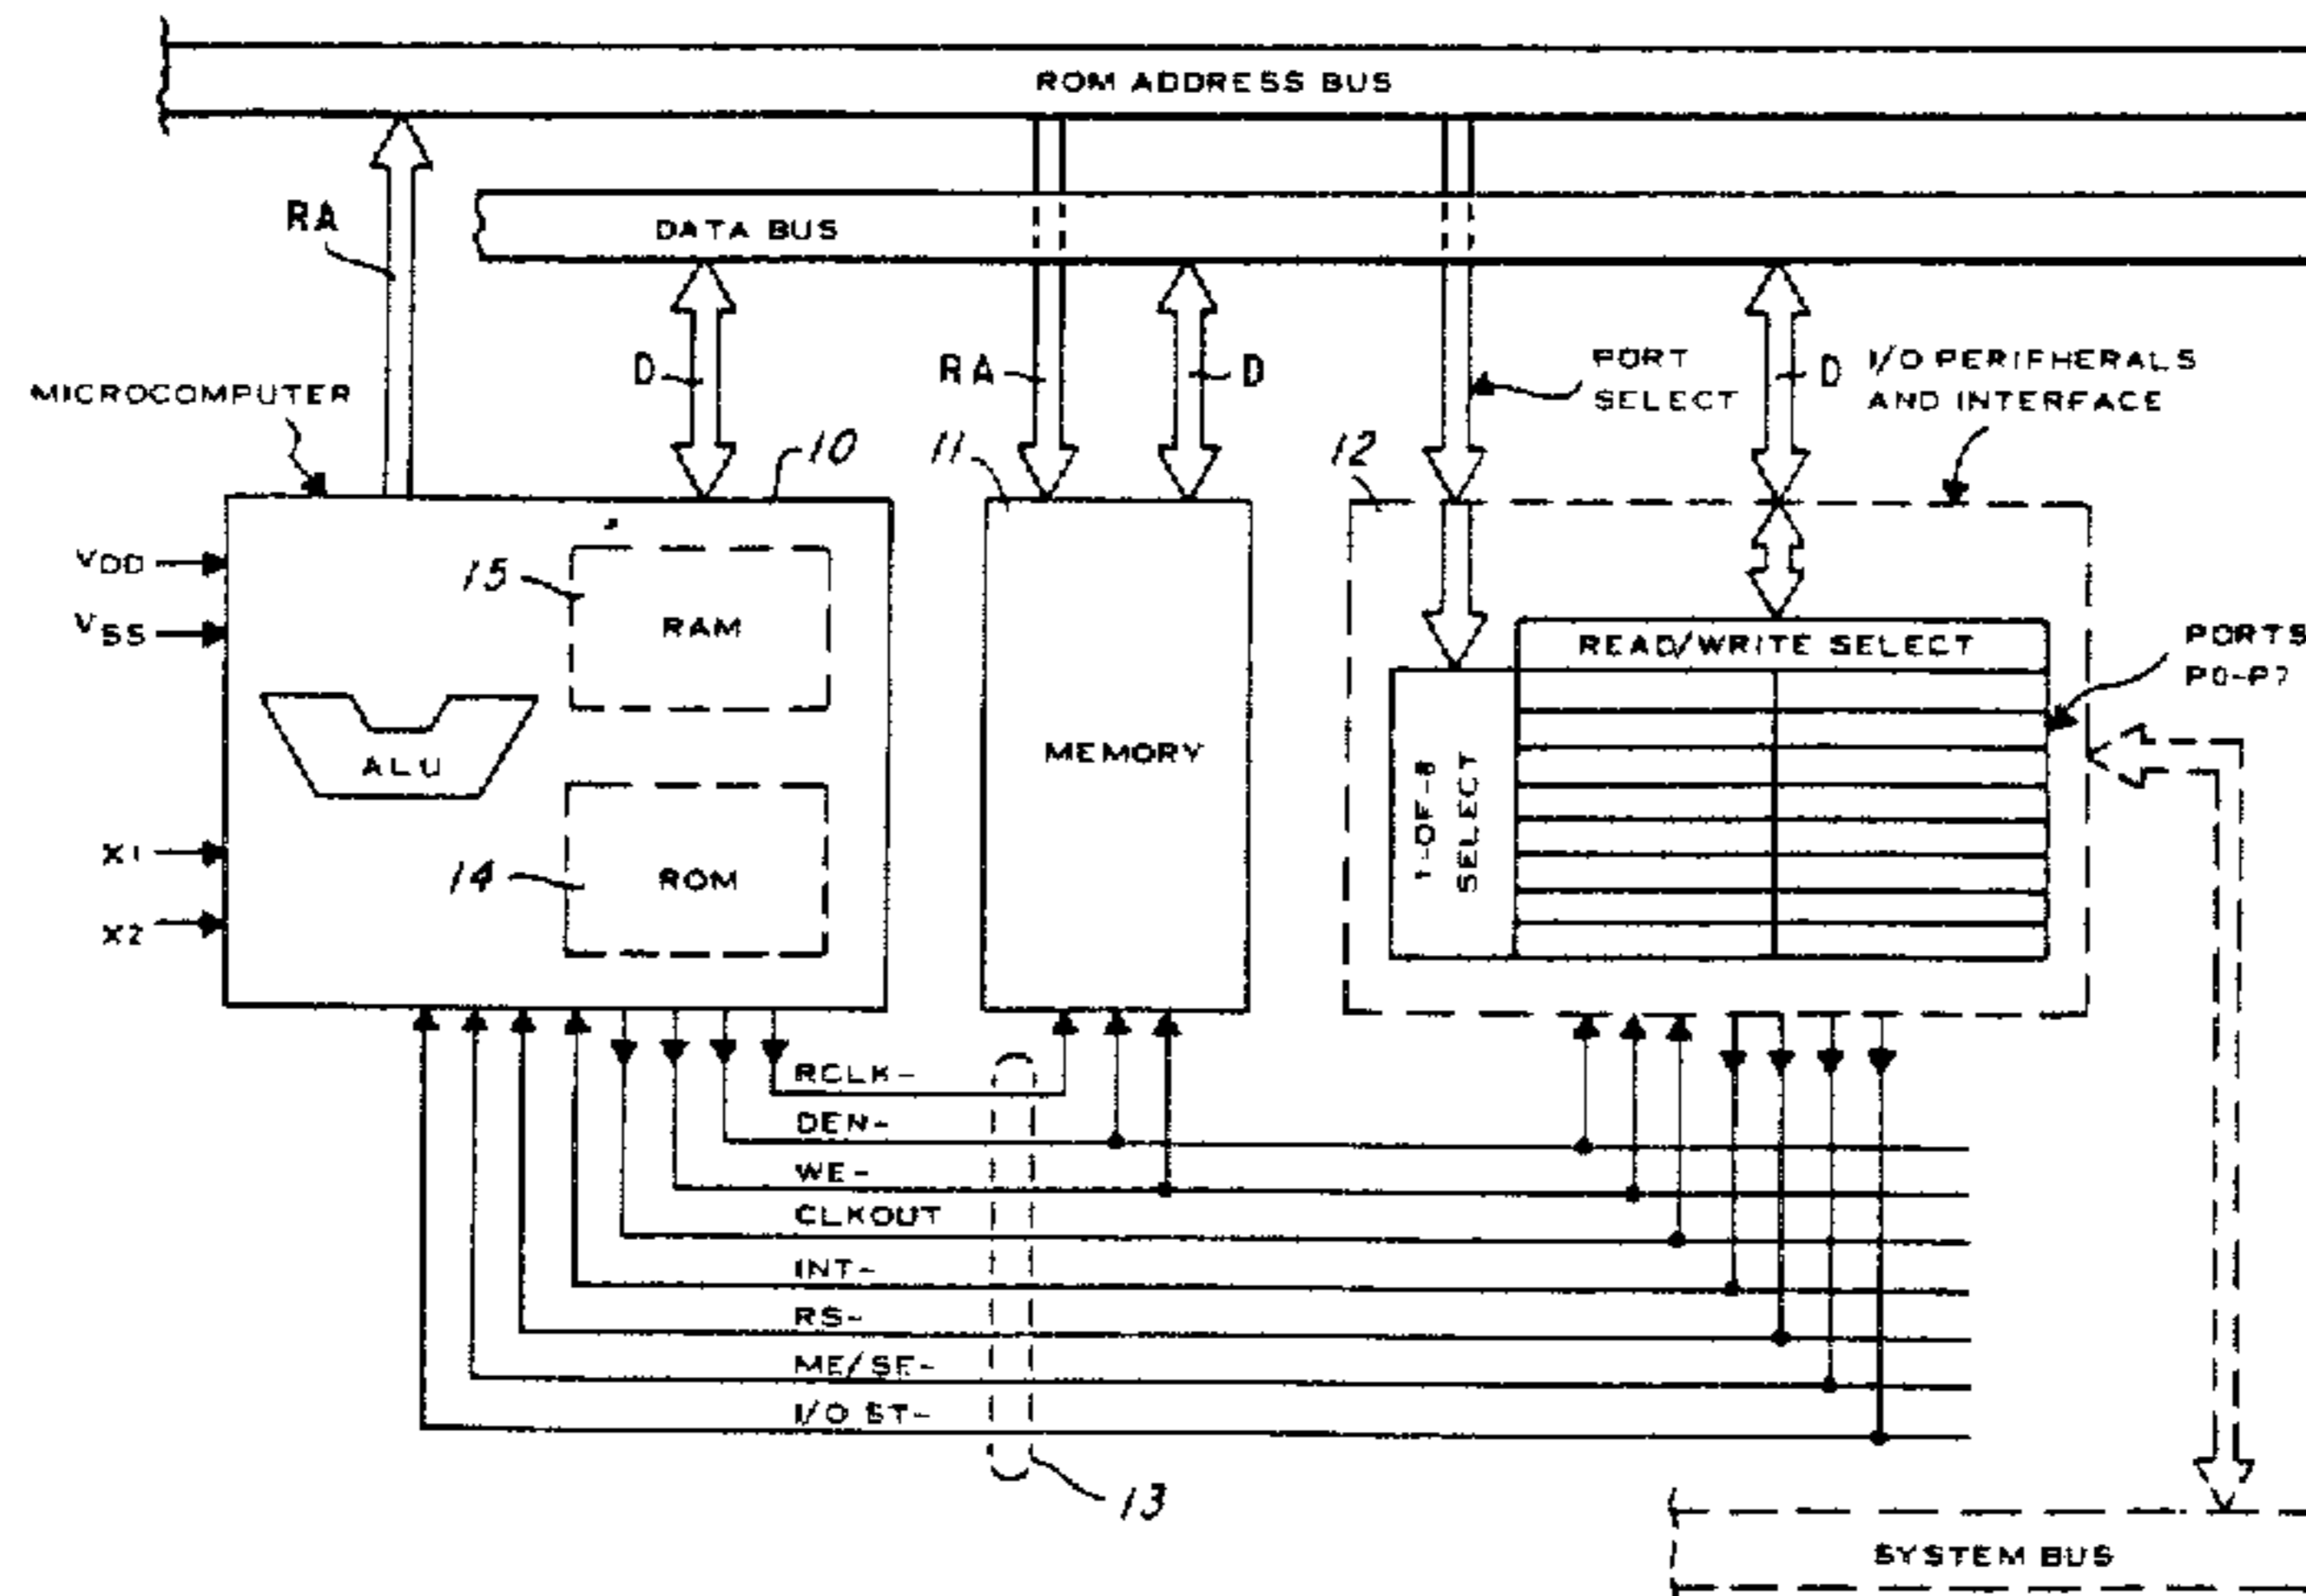 ROM ADDRESS BUS
RA
DATA BUS
MICROCOMPUTER
D
RA
D
PORT
SELECT
D
I/O PERIPHERALS
AND INTERFACE
10
11
12
VDD
VSS
X1
X2
15
RAM
ALU
14
ROM
MEMORY
READ/WRITE SELECT
1-OF-8
SELECT
PORTS
P0-P7
RCLK-
DEN-
WE-
CLKOUT
INT-
RS-
ME/SE-
I/O ST-
13
SYSTEM BUS